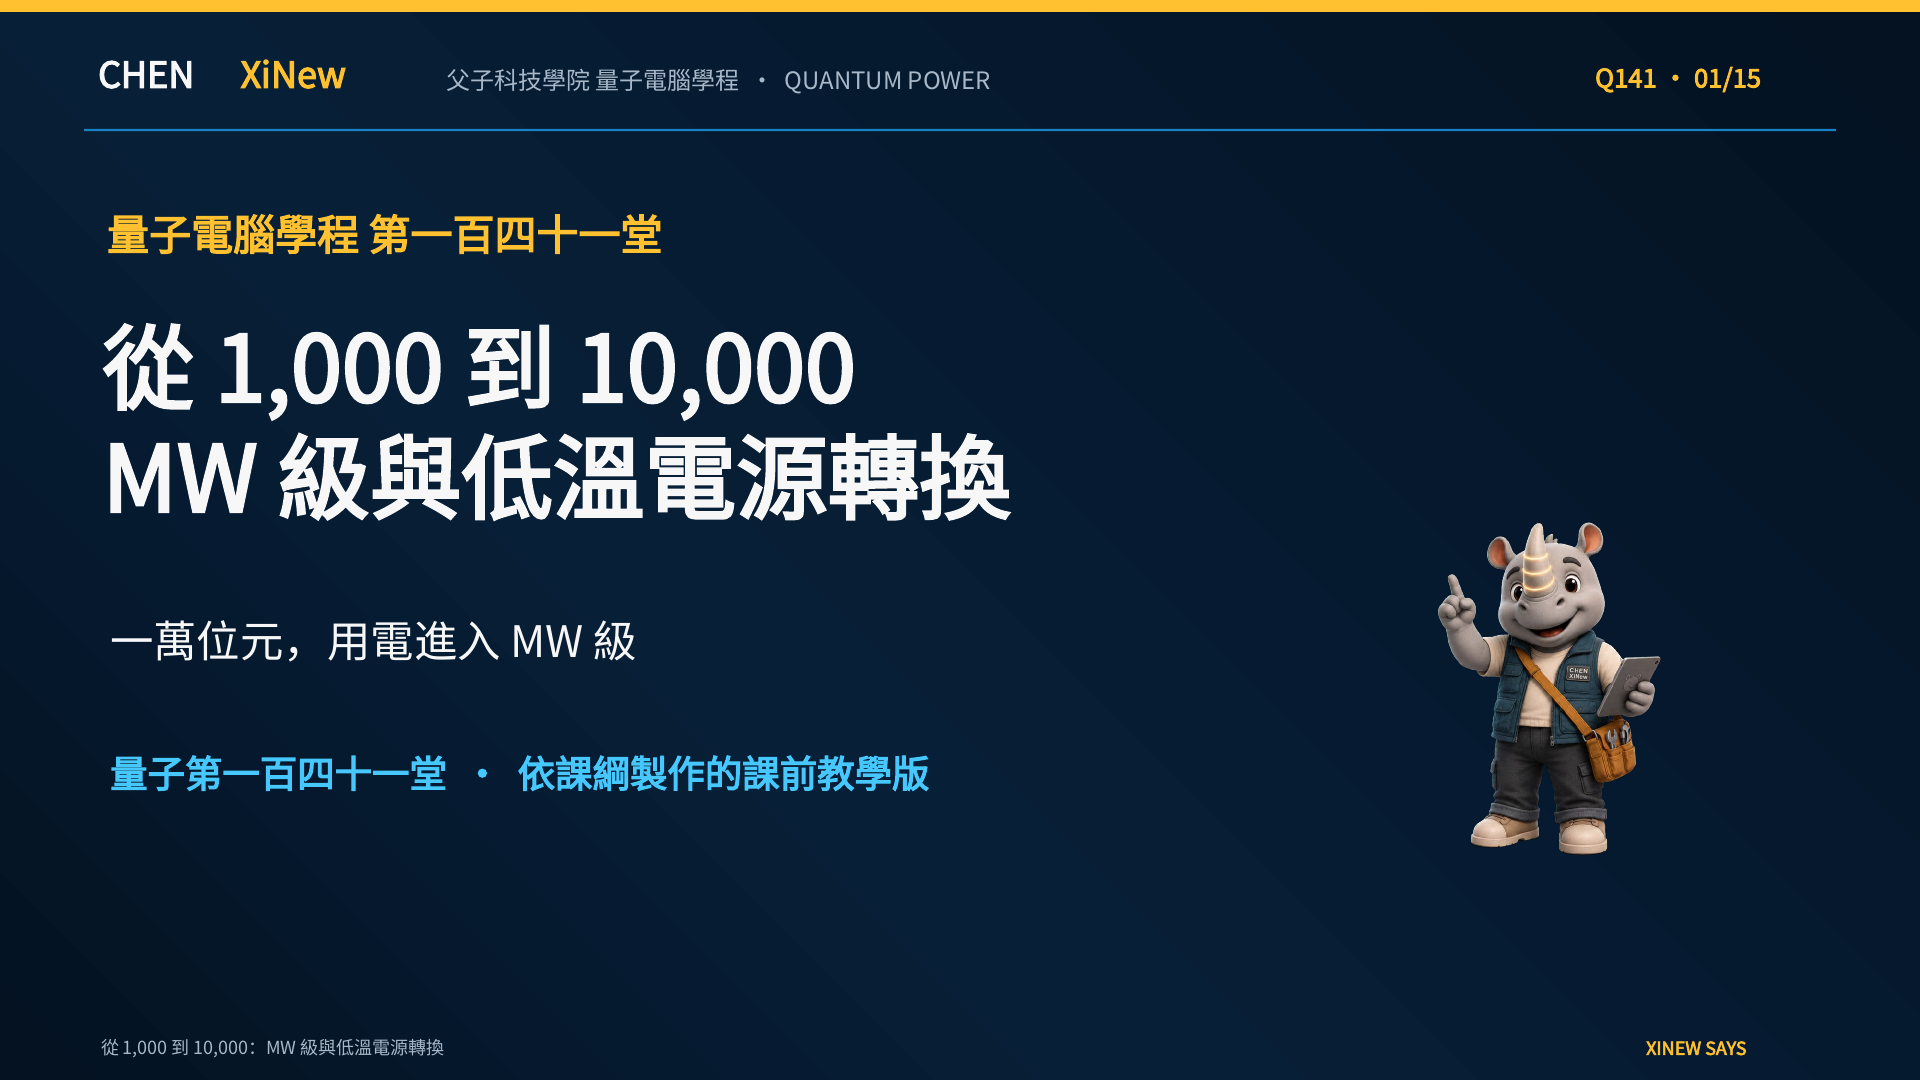 CHEN XiNew 父子科技學院 量子電腦學程 · QUANTUM POWER Q141 · 01/15
量子電腦學程 第一百四十一堂
從 1,000 到 10,000
MW 級與低溫電源轉換
一萬位元，用電進入 MW 級
CHEN
XiNew
量子第一百四十一堂 · 依課綱製作的課前教學版
從 1,000 到 10,000：MW 級與低溫電源轉換 XINEW SAYS